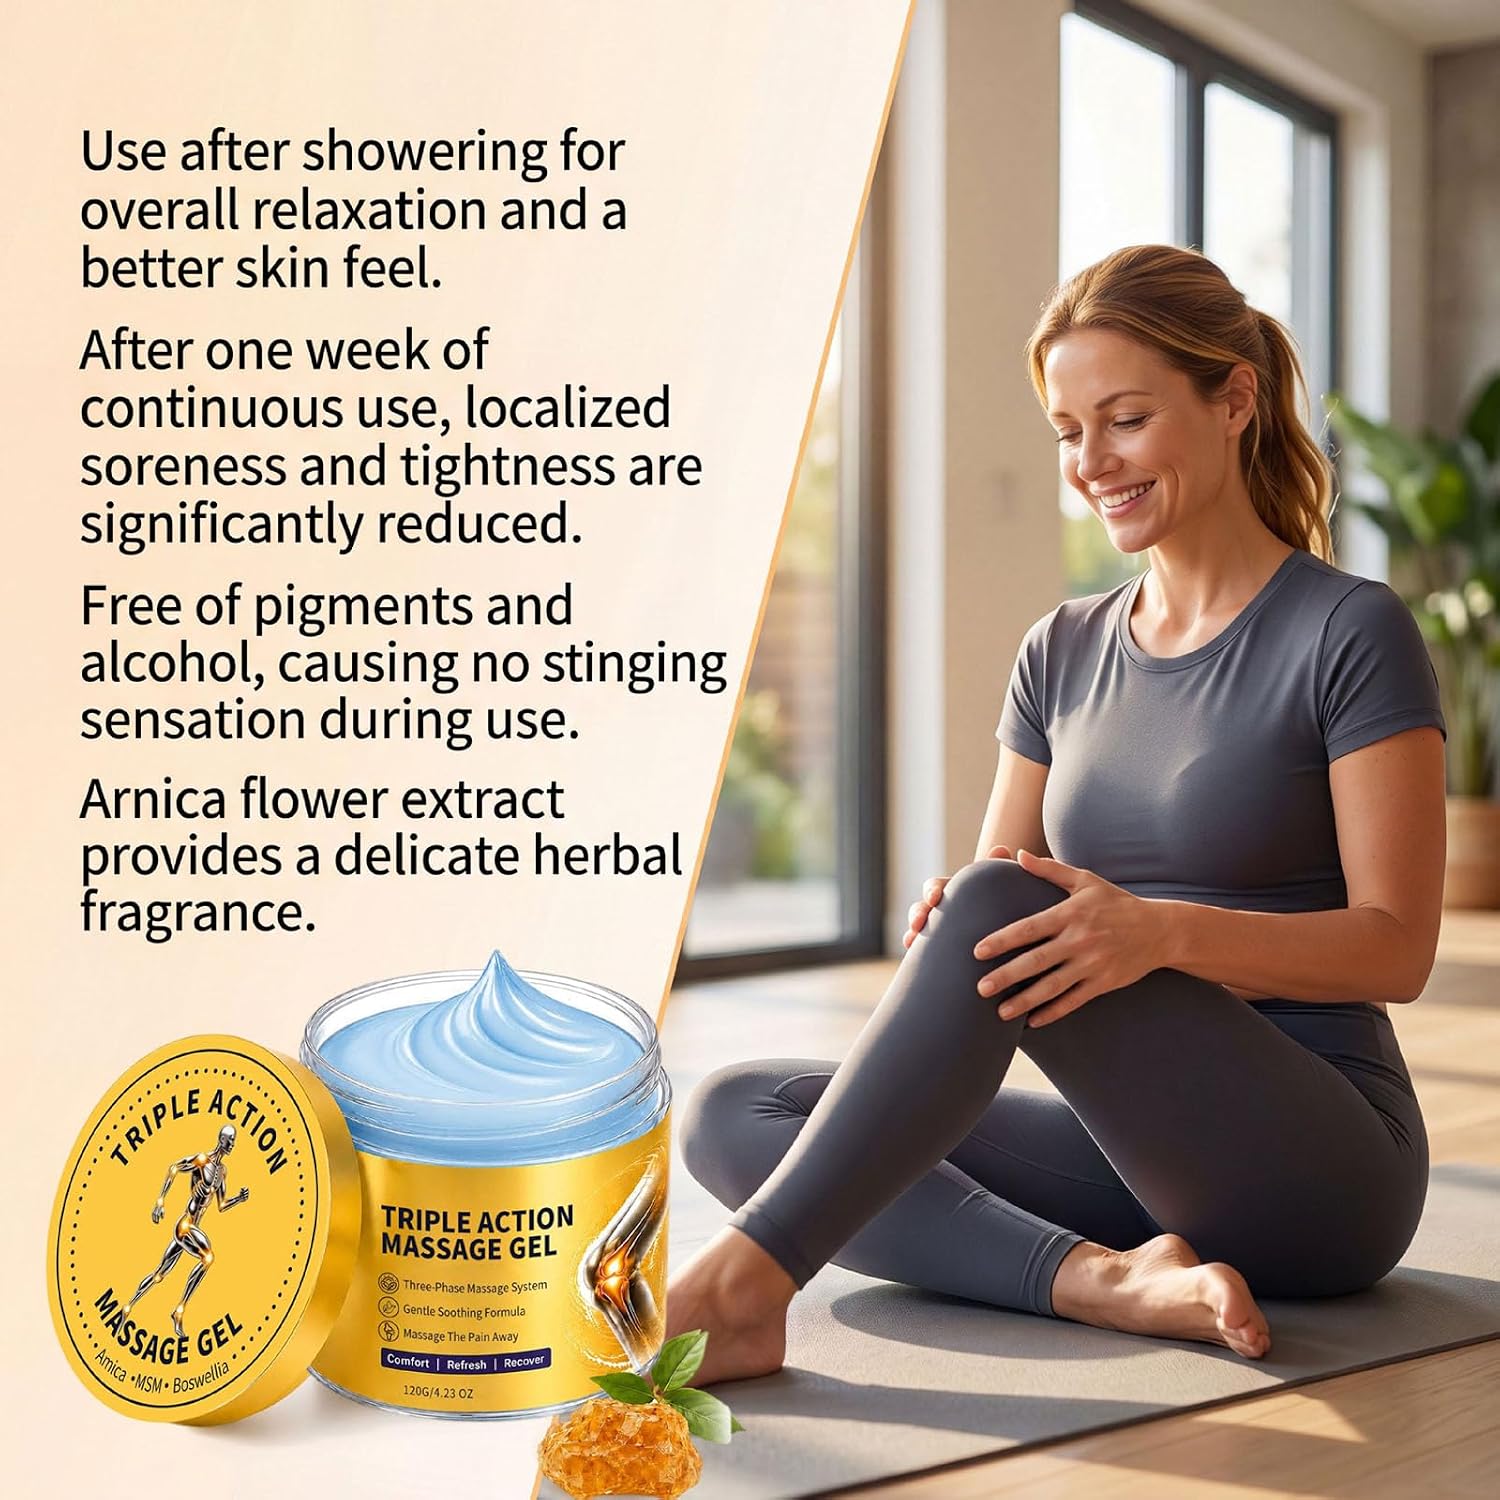 Use after showering for
overall relaxation and a
better skin feel.
After one week of
continuous use, localized
soreness and tightness are
significantly reduced.
Free of pigments and
alcohol, causing no stinging
sensation during use.
Arnica flower extract
provides a delicate herbal
fragrance.
TRIPLE ACTION
MASSAGE GEL
Arnica • MSM • Boswellia
TRIPLE ACTION
MASSAGE GEL
Three-Phase Massage System
Gentle Soothing Formula
Massage The Pain Away
Comfort | Refresh | Recover
120G/4.23 OZ